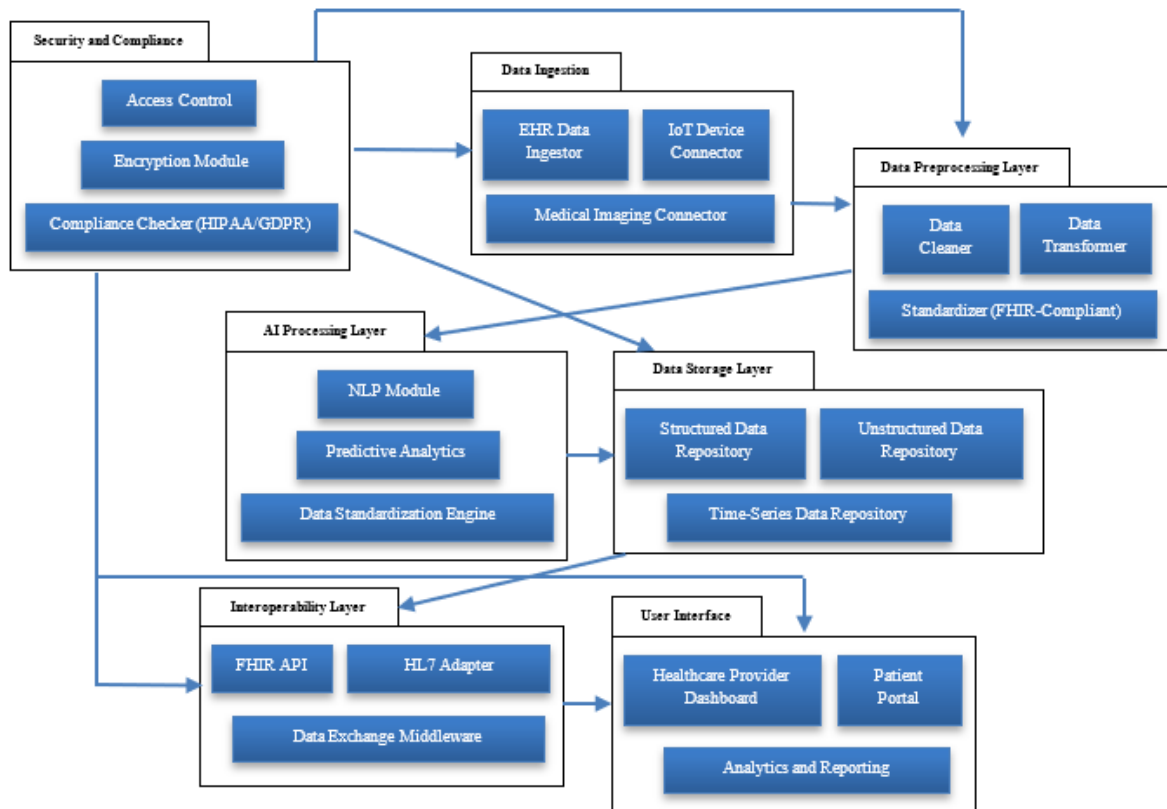 Security and Compliance
Access Control
Encryption Module
Compliance Checker (HIPAA/GDPR)
Data Ingestion
EHR Data
Ingestor
IoT Device
Connector
Medical Imaging Connector
Data Preprocessing Layer
Data
Cleaner
Data
Transformer
Standardizer (FHIR-Compliant)
AI Processing Layer
NLP Module
Predictive Analytics
Data Standardization Engine
Data Storage Layer
Structured Data
Repository
Unstructured Data
Repository
Time-Series Data Repository
Interoperability Layer
FHIR API
HL7 Adapter
Data Exchange Middleware
User Interface
Healthcare Provider
Dashboard
Patient
Portal
Analytics and Reporting